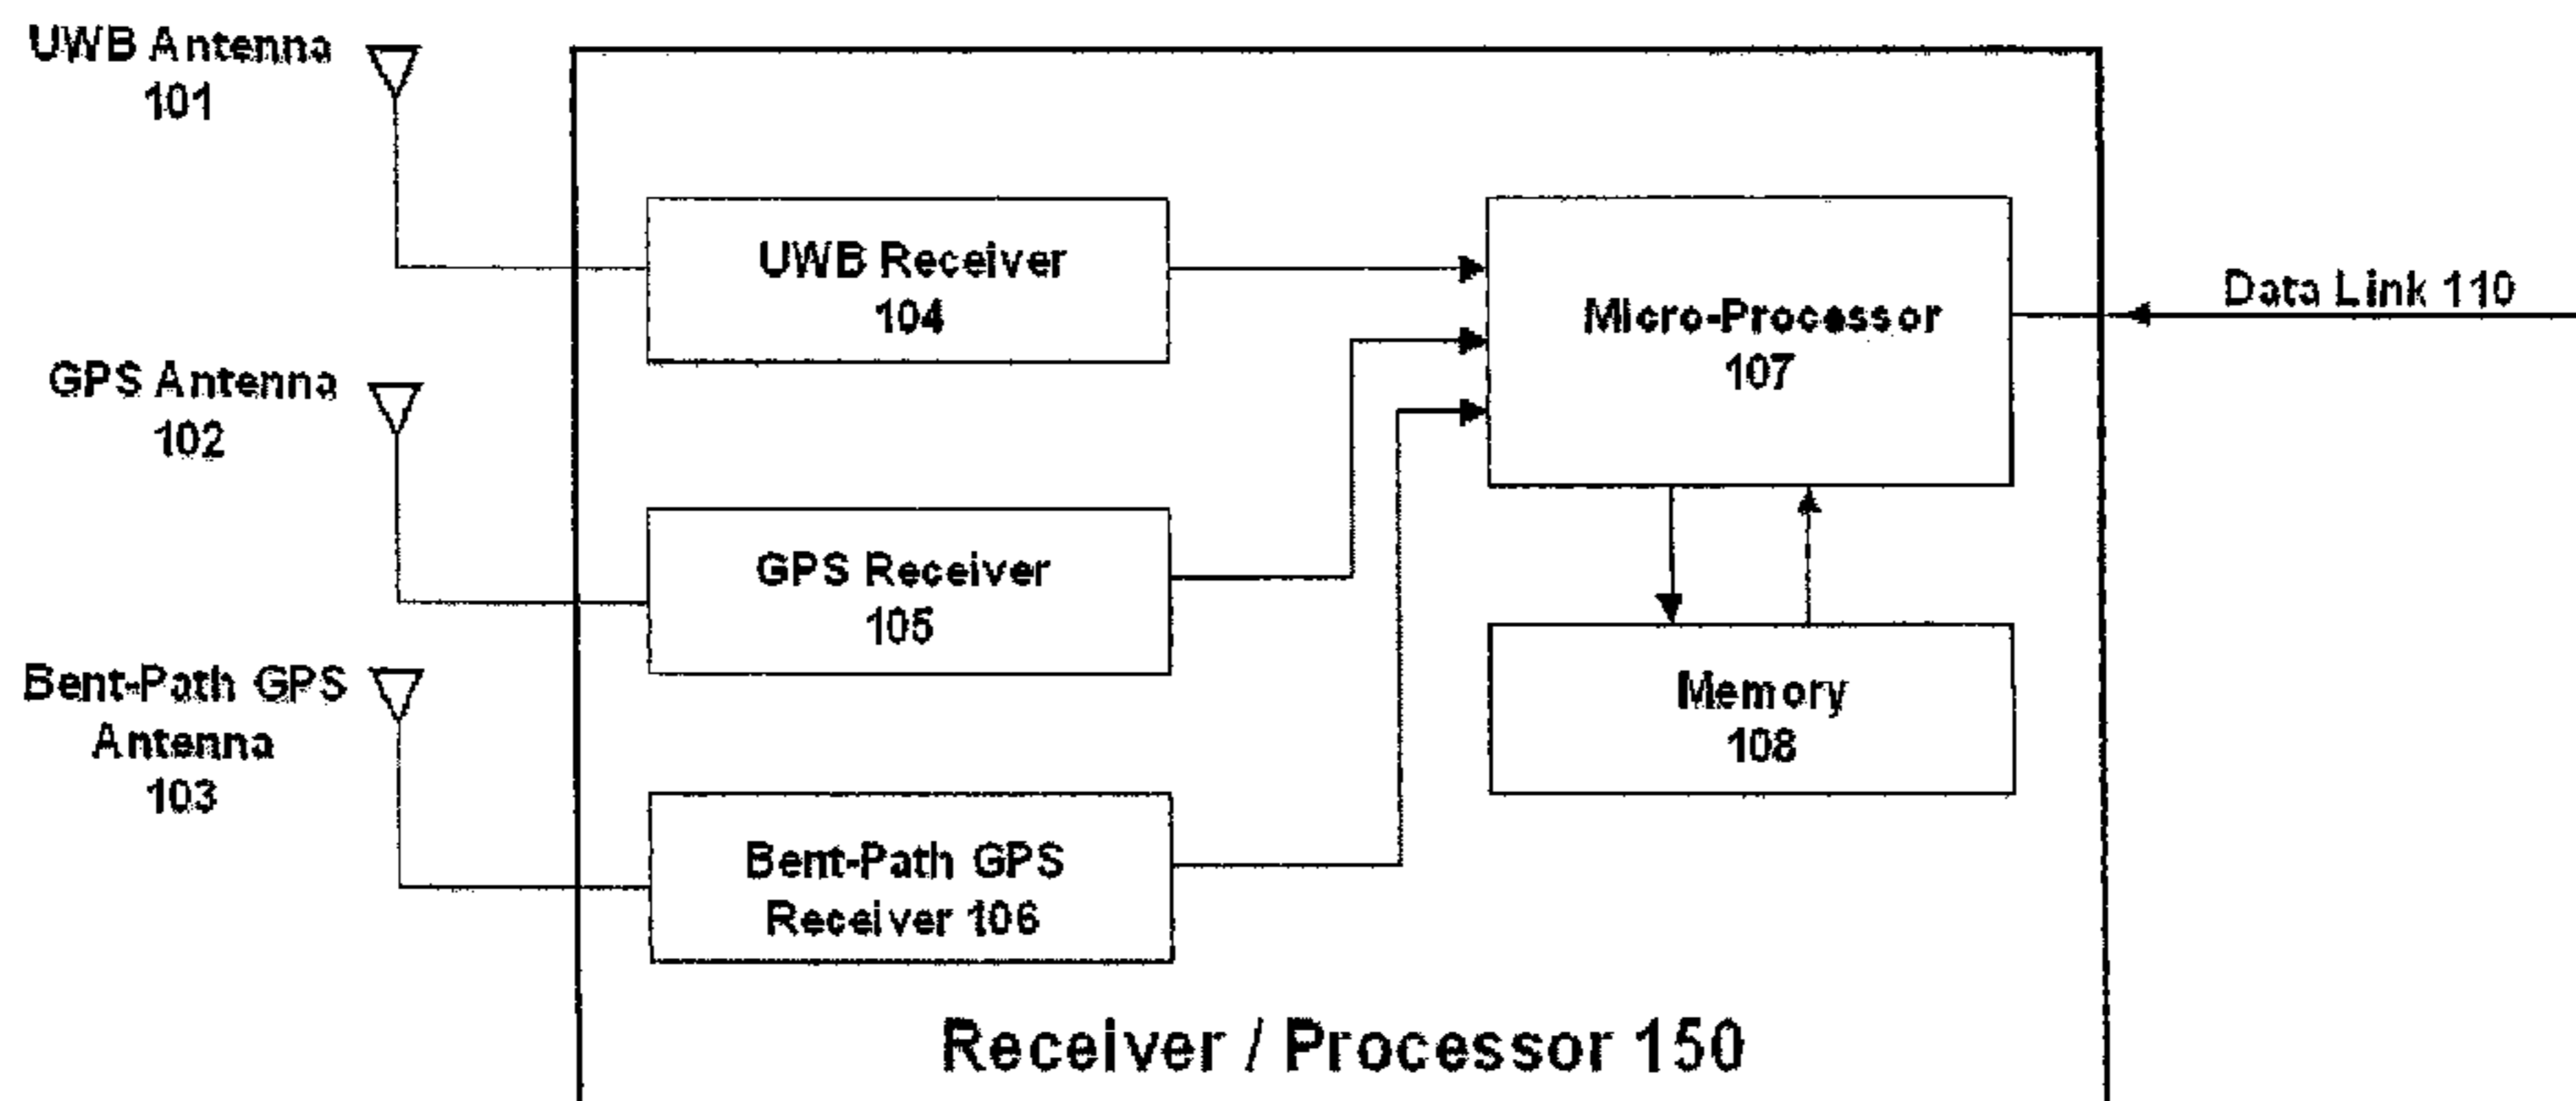 UWB Antenna
101
UWB Receiver
104
Micro-Processor
107
Data Link 110
GPS Antenna
102
GPS Receiver
105
Memory
108
Bent-Path GPS
Antenna
103
Bent-Path GPS
Receiver 106
Receiver / Processor 150